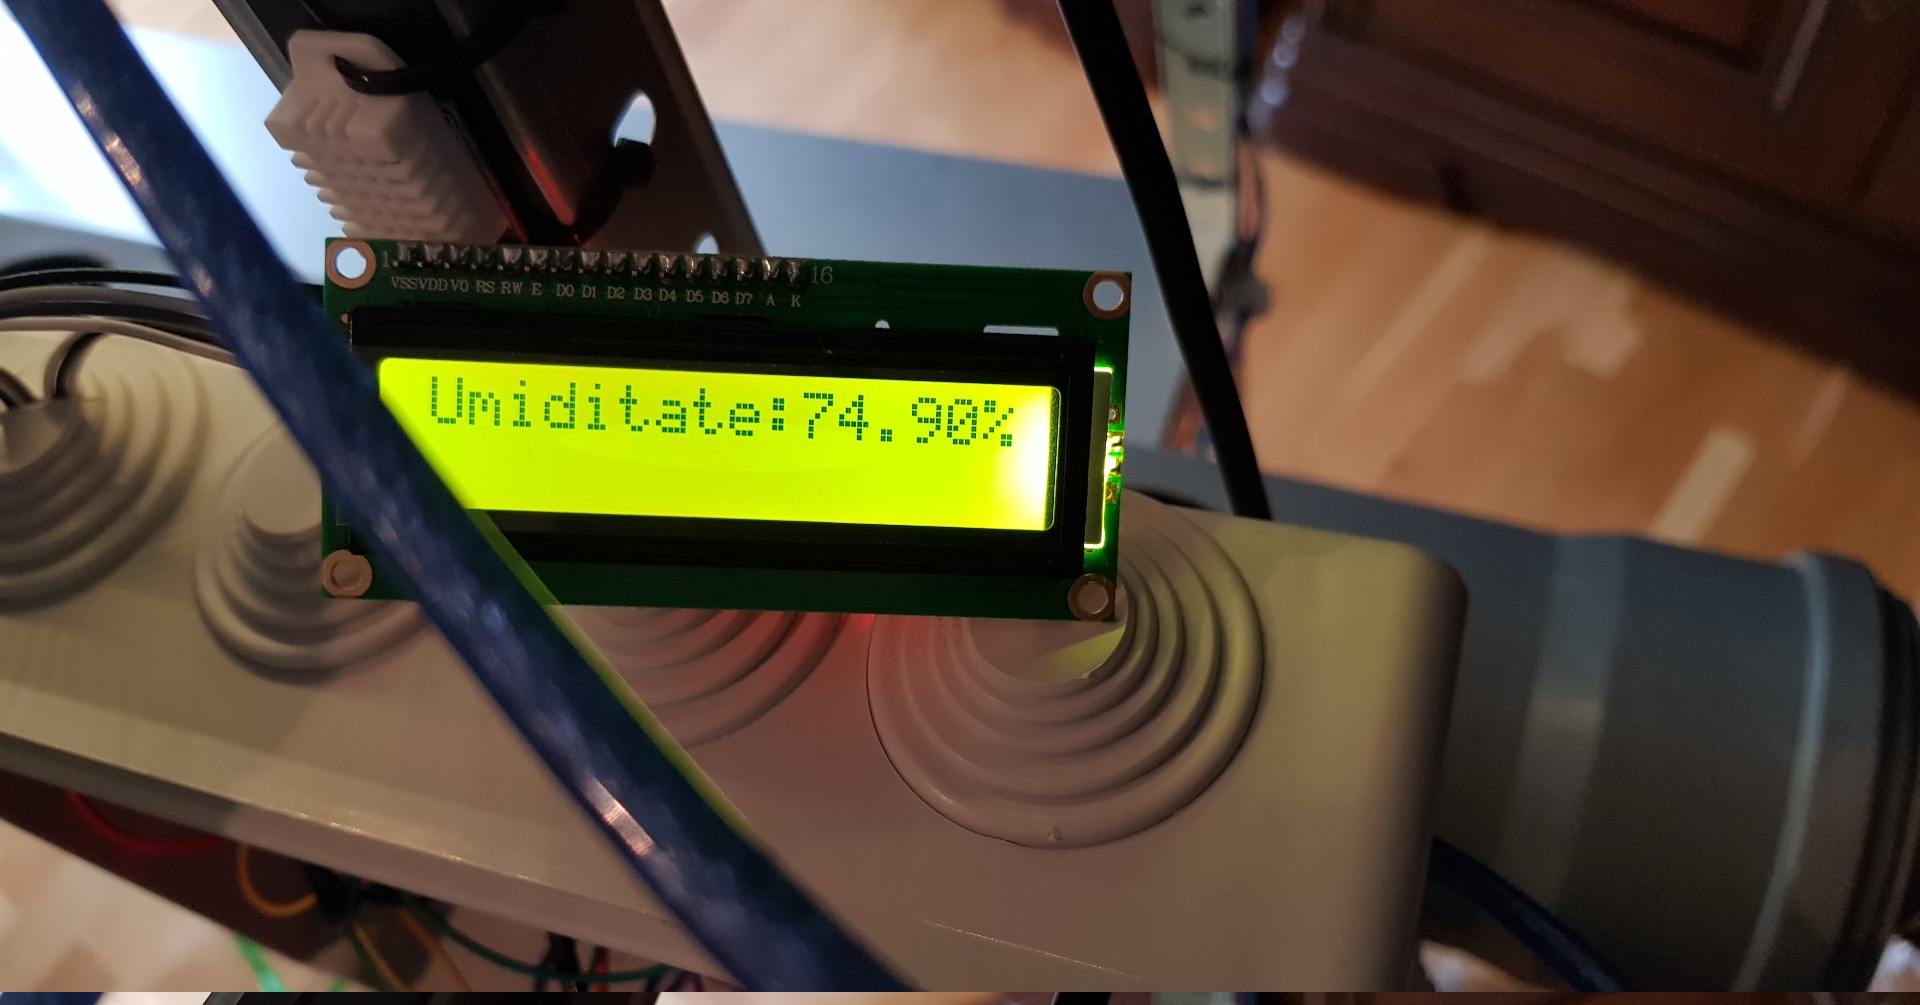 1 16
VSS VDD V0 RS RW E D0 D1 D2 D3 D4 D5 D6 D7 A K
Umiditate:74.90%